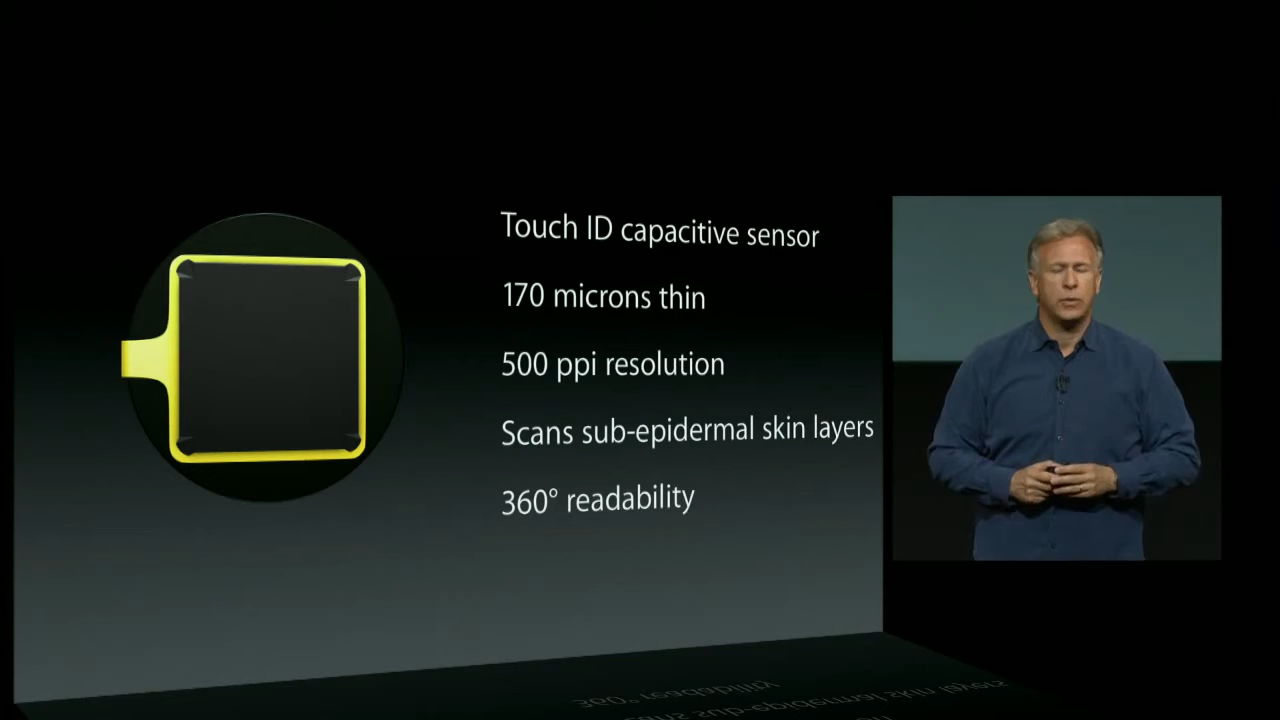 Touch ID capacitive sensor
170 microns thin
500 ppi resolution
Scans sub-epidermal skin layers
360° readability